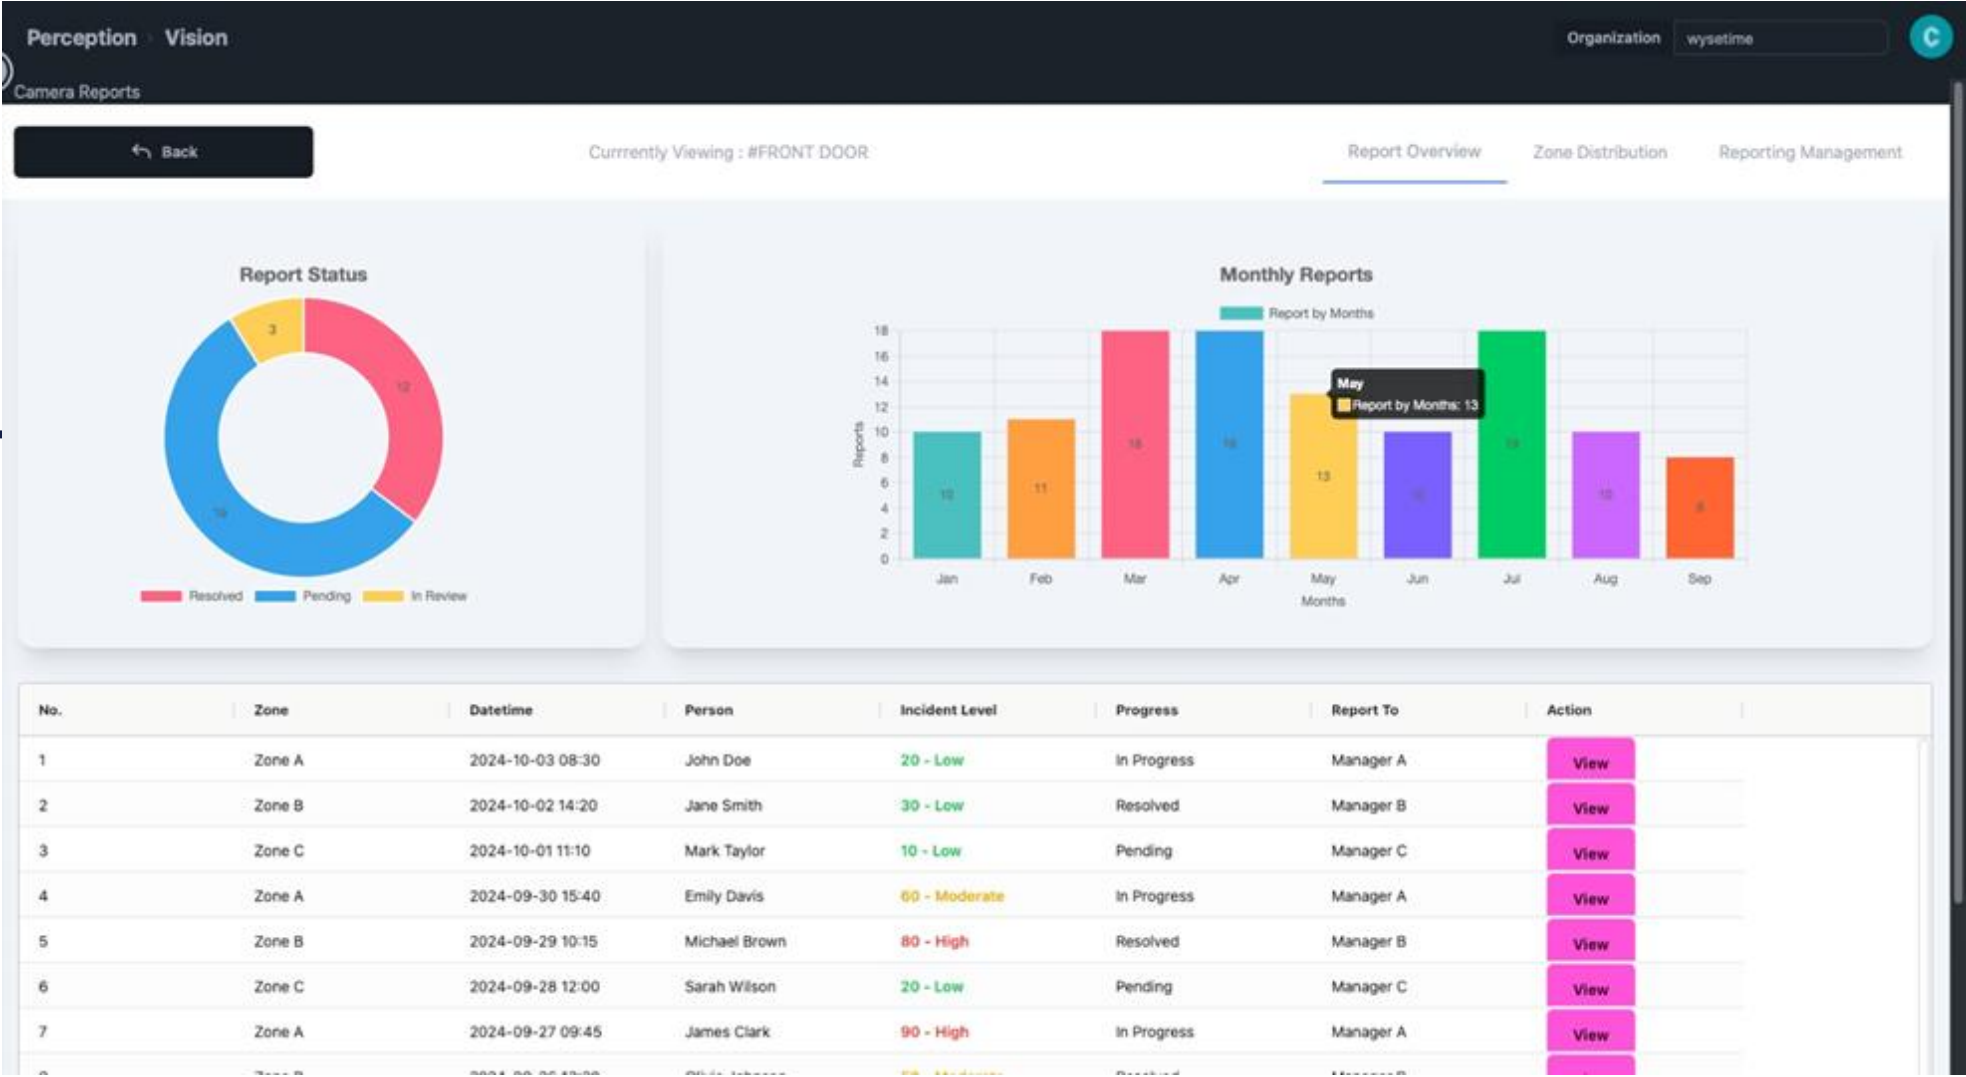 Perception Vision
Organization wysetime C
Camera Reports
Back
Currrently Viewing : #FRONT DOOR
Report Overview Zone Distribution Reporting Management
Report Status
3
12
Resolved Pending In Review
Monthly Reports
Report by Months
18
16
14
12
10
8
6
4
2
0
Reports
May
Report by Months: 13
10 11 18 18 13 10 18 10 8
Jan Feb Mar Apr May Jun Jul Aug Sep
Months
No. Zone Datetime Person Incident Level Progress Report To Action
1 Zone A 2024-10-03 08:30 John Doe 20 - Low In Progress Manager A View
2 Zone B 2024-10-02 14:20 Jane Smith 30 - Low Resolved Manager B View
3 Zone C 2024-10-01 11:10 Mark Taylor 10 - Low Pending Manager C View
4 Zone A 2024-09-30 15:40 Emily Davis 60 - Moderate In Progress Manager A View
5 Zone B 2024-09-29 10:15 Michael Brown 80 - High Resolved Manager B View
6 Zone C 2024-09-28 12:00 Sarah Wilson 20 - Low Pending Manager C View
7 Zone A 2024-09-27 09:45 James Clark 90 - High In Progress Manager A View